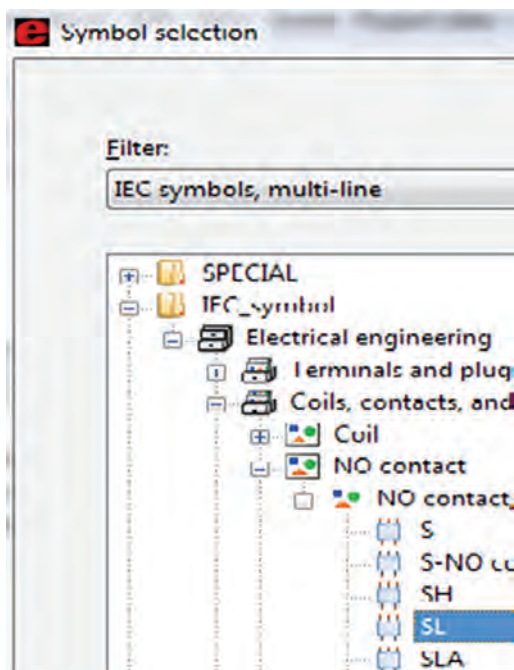 Symbol selection
Filter:
IEC symbols, multi-line
SPECIAL
IEC_symbol
Electrical engineering
Terminals and plug
Coils, contacts, and
Coil
NO contact
NO contact,
S
S-NO
SH
SL
SLA